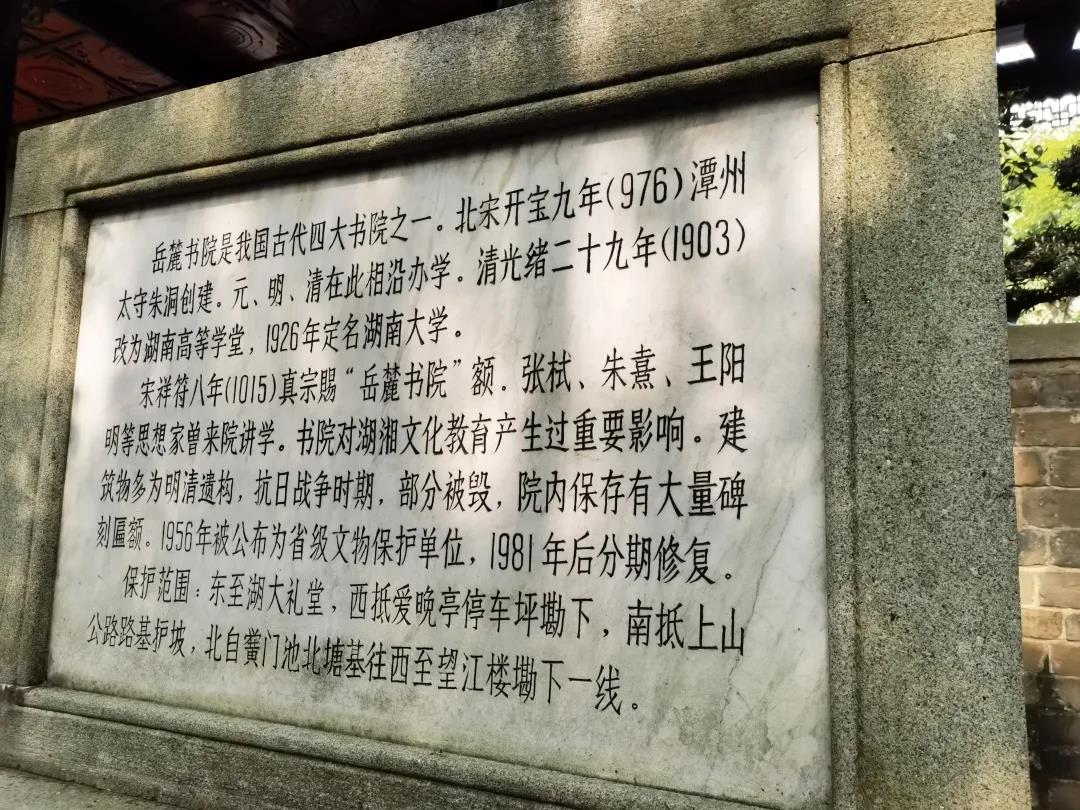 岳麓书院是我国古代四大书院之一。北宋开宝九年(976)潭州
太守朱洞创建。元、明、清在此相沿办学。清光绪二十九年(1903)
改为湖南高等学堂，1926年定名湖南大学。
宋祥符八年(1015)真宗赐“岳麓书院”额。张栻、朱熹、王阳
明等思想家曾来院讲学。书院对湖湘文化教育产生过重要影响。建
筑物多为明清遗构，抗日战争时期，部分被毁，院内保存有大量碑
刻匾额。1956年被公布为省级文物保护单位，1981年后分期修复。
保护范围：东至湖大礼堂，西抵爱晚亭停车坪勘下，南抵上山
公路路基护坡，北自黉门池北塘基往西至望江楼勘下一线。